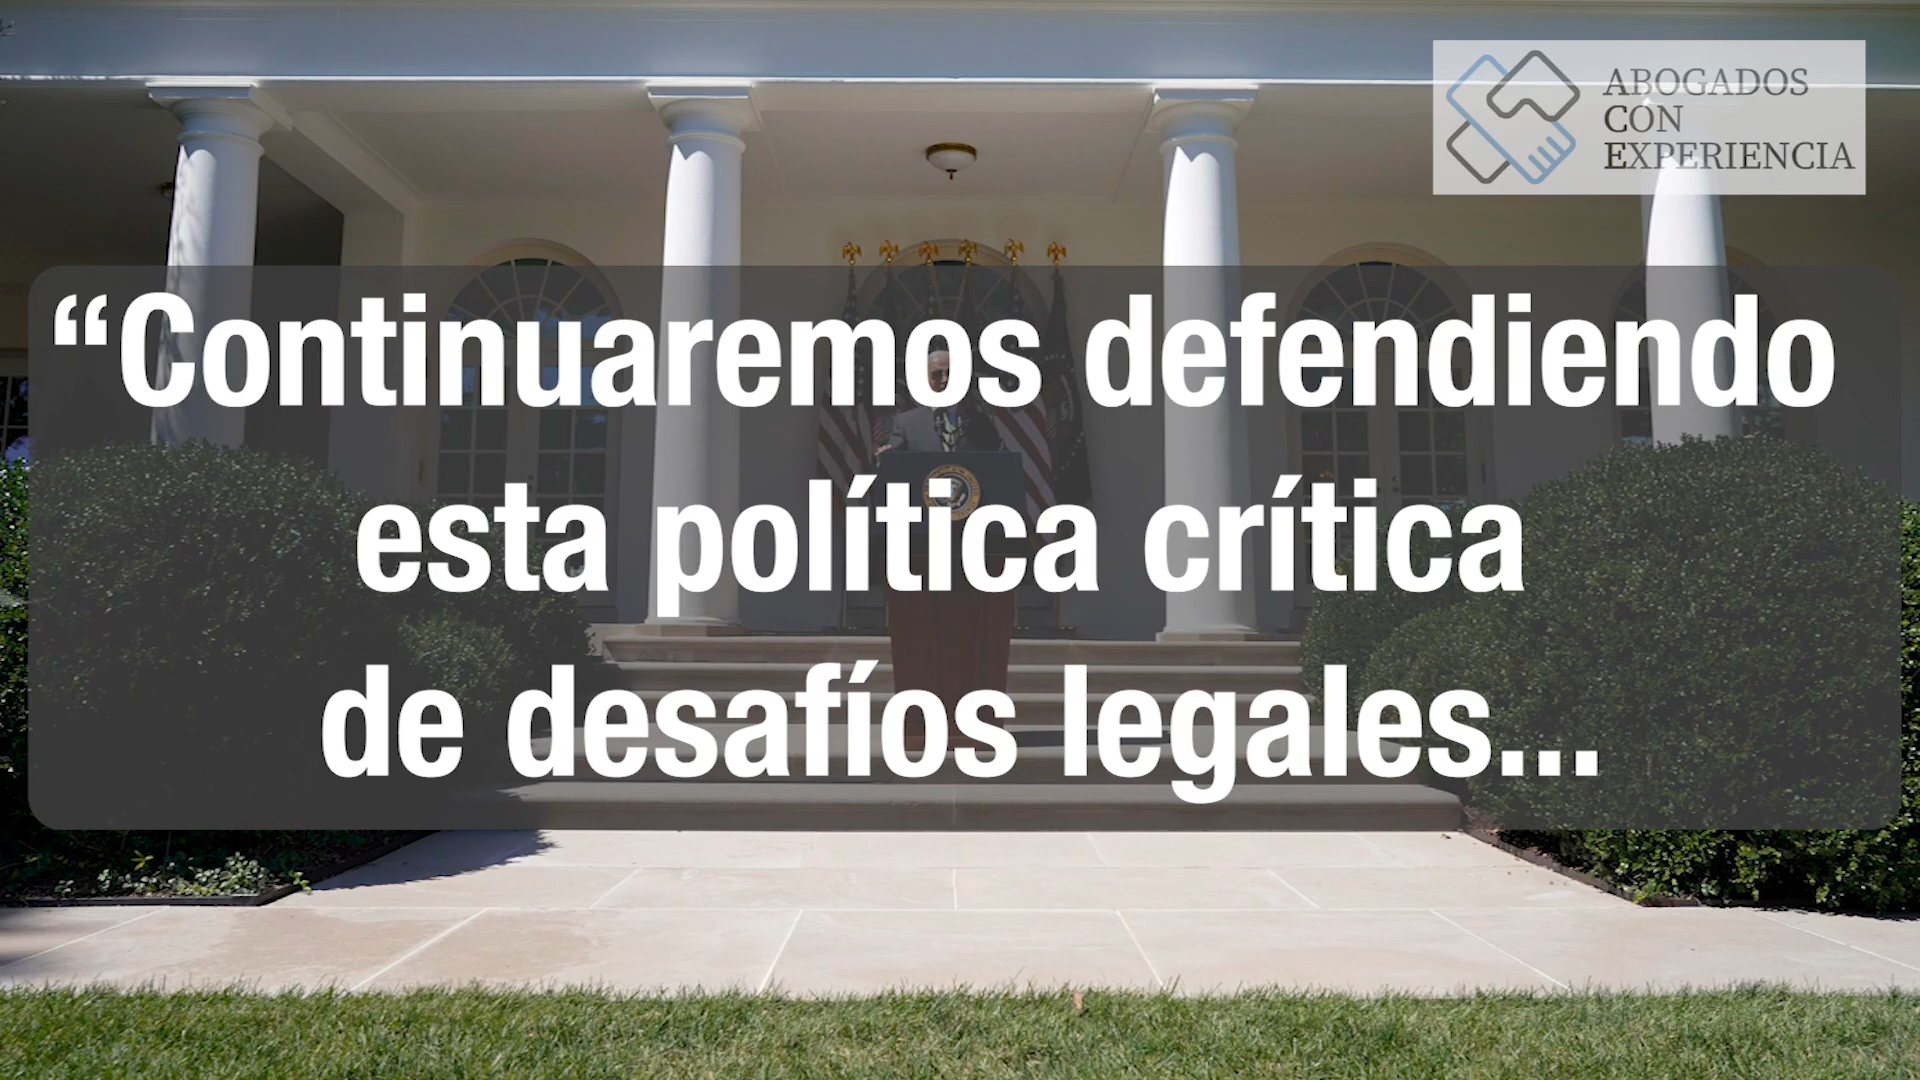 ABOGADOS
CON
EXPERIENCIA
“Continuaremos defendiendo
esta política crítica
de desafíos legales...